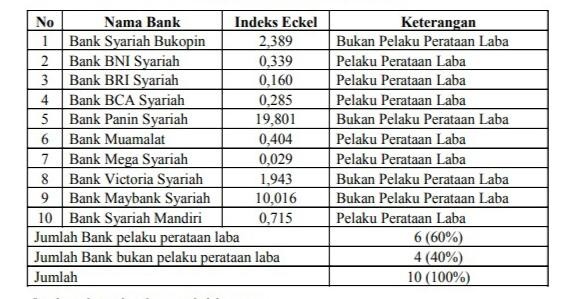 No Nama Bank Indeks Eckel Keterangan
1 Bank Syariah Bukopin 2,389 Bukan Pelaku Perataan Laba
2 Bank BNI Syariah 0,339 Pelaku Perataan Laba
3 Bank BRI Syariah 0,160 Pelaku Perataan Laba
4 Bank BCA Syariah 0,285 Pelaku Perataan Laba
5 Bank Panin Syariah 19,801 Bukan Pelaku Perataan Laba
6 Bank Muamalat 0,404 Pelaku Perataan Laba
7 Bank Mega Syariah 0,029 Pelaku Perataan Laba
8 Bank Victoria Syariah 1,943 Bukan Pelaku Perataan Laba
9 Bank Maybank Syariah 10,016 Bukan Pelaku Perataan Laba
10 Bank Syariah Mandiri 0,715 Pelaku Perataan Laba
Jumlah Bank pelaku perataan laba 6 (60%)
Jumlah Bank bukan pelaku perataan laba 4 (40%)
Jumlah 10 (100%)